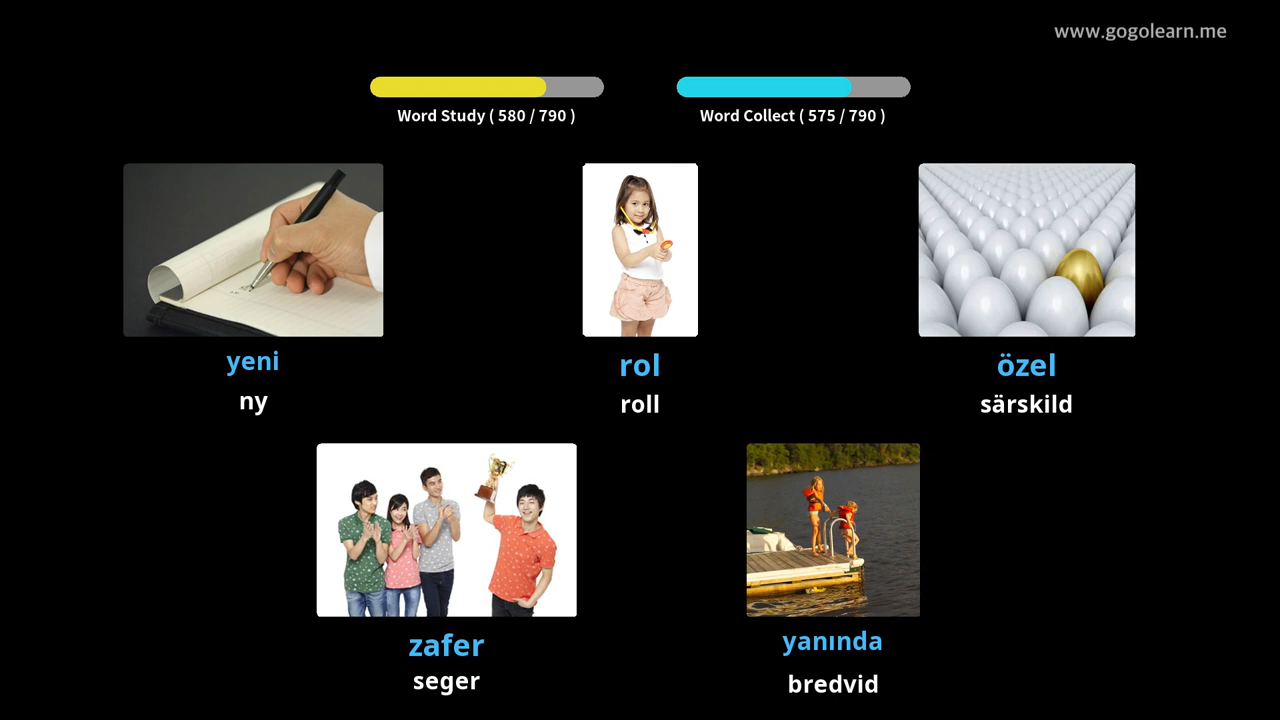 www.gogolearn.me
Word Study ( 580 / 790 )
Word Collect ( 575 / 790 )
yeni
ny
rol
roll
özel
särskild
zafer
seger
yanında
bredvid